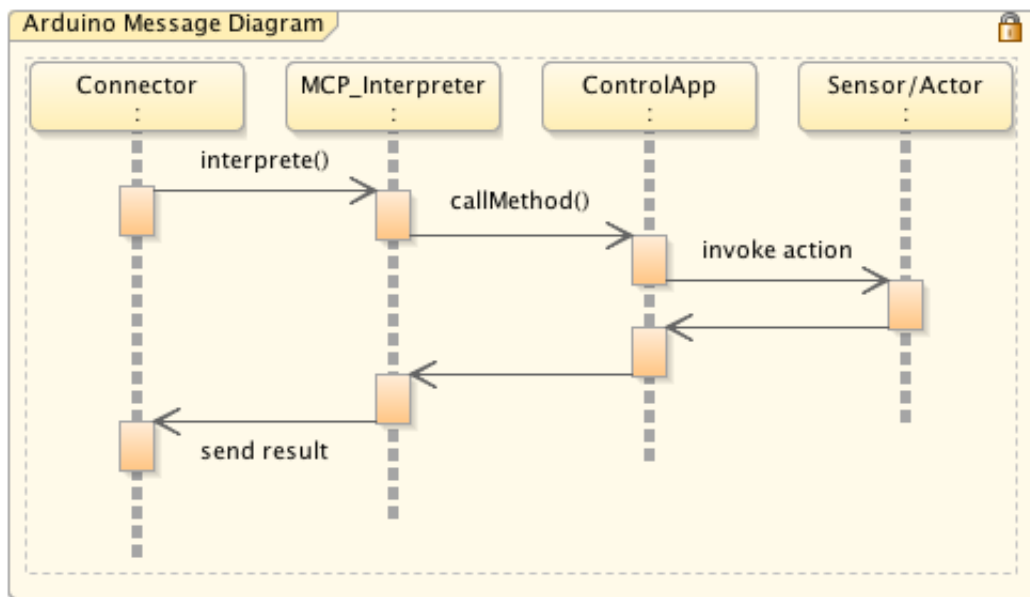 Arduino Message Diagram
Connector
:
MCP_Interpreter
:
ControlApp
:
Sensor/Actor
:
interprete()
callMethod()
invoke action
send result